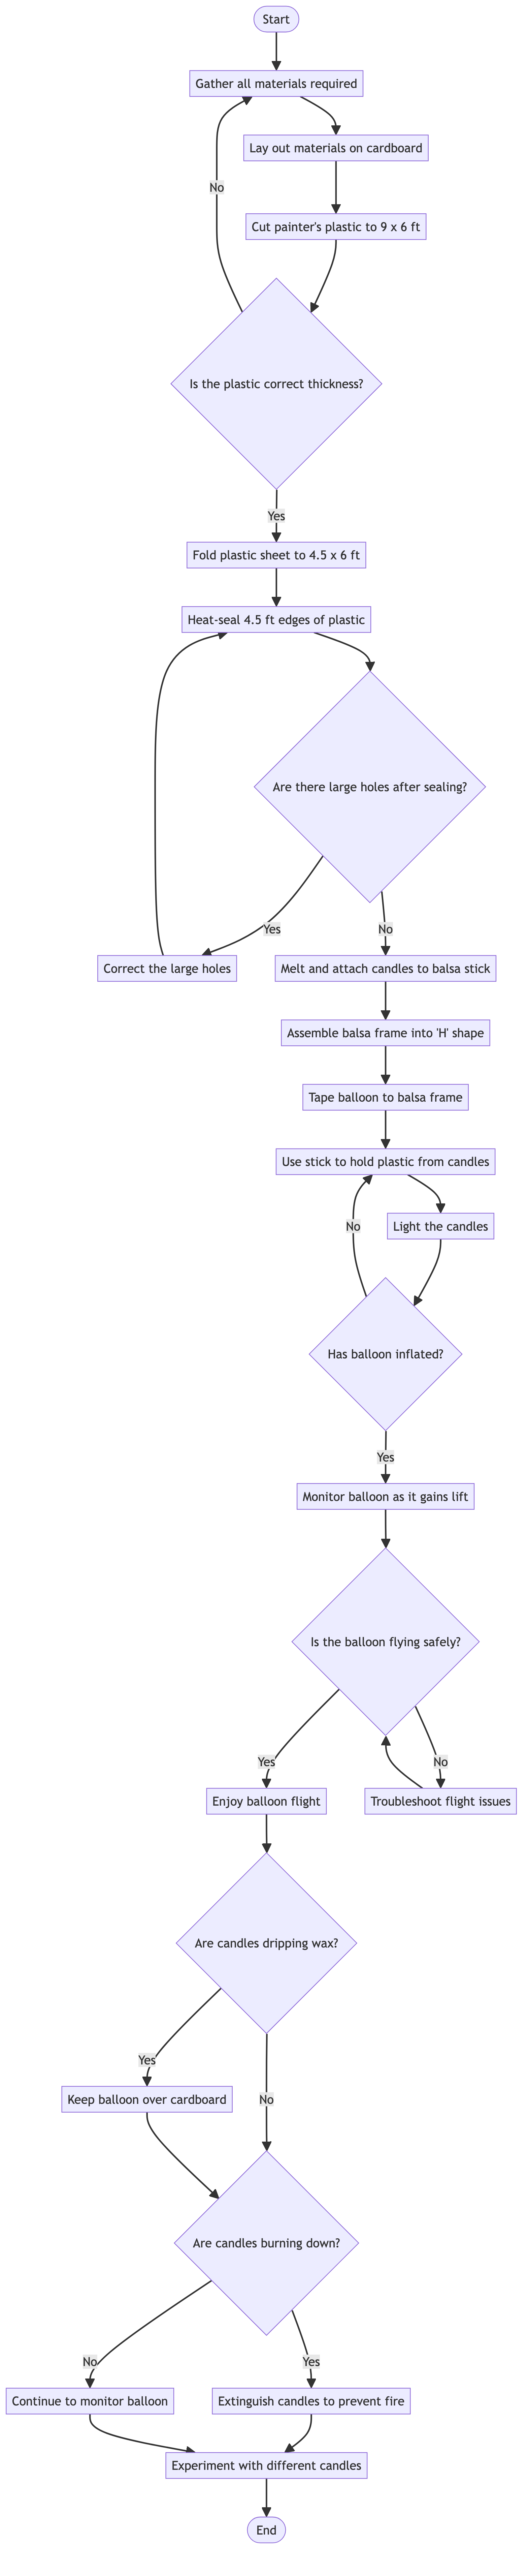 Start
Gather all materials required
Lay out materials on cardboard
No
Cut painter's plastic to 9 x 6 ft
Is the plastic correct thickness?
Yes
Fold plastic sheet to 4.5 x 6 ft
Heat-seal 4.5 ft edges of plastic
Are there large holes after sealing?
Yes
No
Correct the large holes
Melt and attach candles to balsa stick
Assemble balsa frame into 'H' shape
Tape balloon to balsa frame
Use stick to hold plastic from candles
No
Light the candles
Has balloon inflated?
Yes
Monitor balloon as it gains lift
Is the balloon flying safely?
Yes
No
Enjoy balloon flight
Troubleshoot flight issues
Are candles dripping wax?
Yes
Keep balloon over cardboard
No
Are candles burning down?
No
Yes
Continue to monitor balloon
Extinguish candles to prevent fire
Experiment with different candles
End